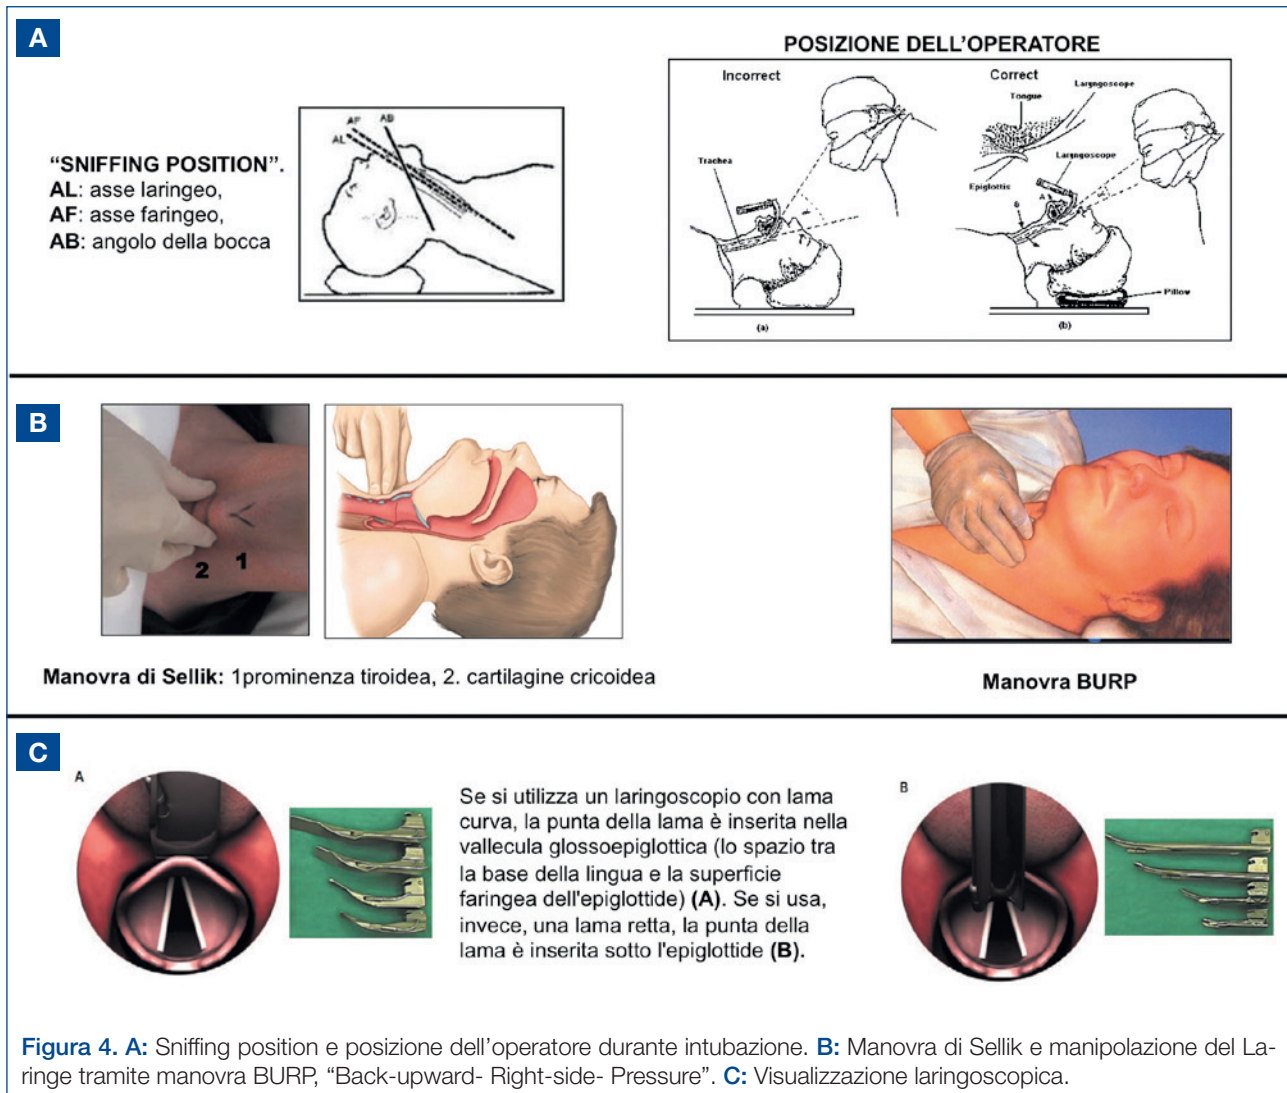 A
POSIZIONE DELL'OPERATORE
"SNIFFING POSITION".
AL: asse laringeo,
AF: asse faringeo,
AB: angolo della bocca
AF
AB
AL
Incorrect
Trachea
(a)
Correct
Tongue
Laryngoscope
Laryngoscope
Epiglottis
A
Pillow
(b)
B
2
1
Manovra di Sellik: 1prominenza tiroidea, 2. cartilagine cricoidea
Manovra BURP
C
A
Se si utilizza un laringoscopio con lama
curva, la punta della lama è inserita nella
vallecula glossoepiglottica (lo spazio tra
la base della lingua e la superficie
faringea dell'epiglottide) (A). Se si usa,
invece, una lama retta, la punta della
lama è inserita sotto l'epiglottide (B).
B
Figura 4. A: Sniffing position e posizione dell'operatore durante intubazione. B: Manovra di Sellik e manipolazione del La-
ringe tramite manovra BURP, "Back-upward- Right-side- Pressure". C: Visualizzazione laringoscopica.